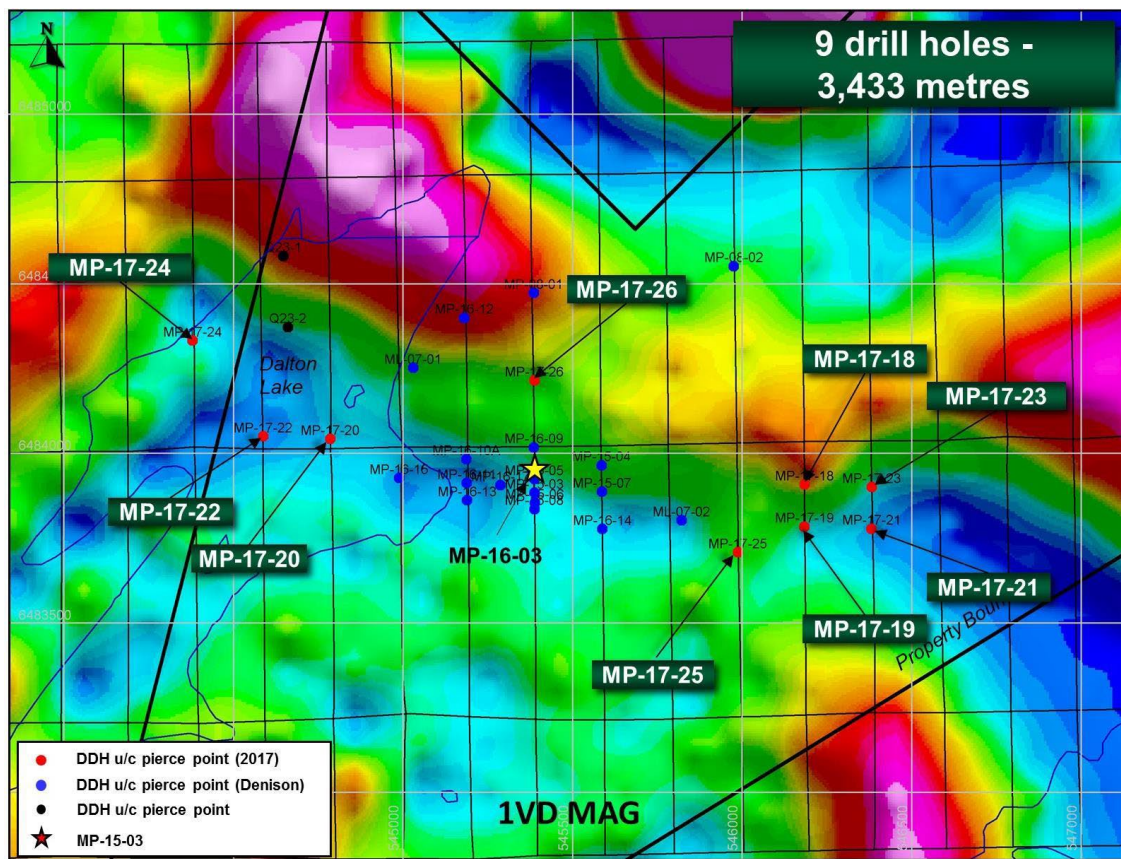 N
9 drill holes -
3,433 metres
6485000
MP-17-24
MP-08-02
MP-17-26
MP-16-12
Q23-2
MP-17-24
MP-17-18
Dalton
Lake
ML-07-01
MP-17-26
MP-17-23
MP-17-22
MP-17-20
6484000
MP-16-09
MP-16-10A
MP-15-04
MP-17-18
MP-17-23
MP-15-07
MP-16-13
MP-17-22
MP-16-14
ML-07-02
MP-17-19
MP-17-21
MP-17-20
MP-16-03
MP-17-25
MP-17-21
MP-17-19
6483500
MP-17-25
DDH u/c pierce point (2017)
DDH u/c pierce point (Denison)
DDH u/c pierce point
MP-15-03
1VD MAG
545000
546000
547000